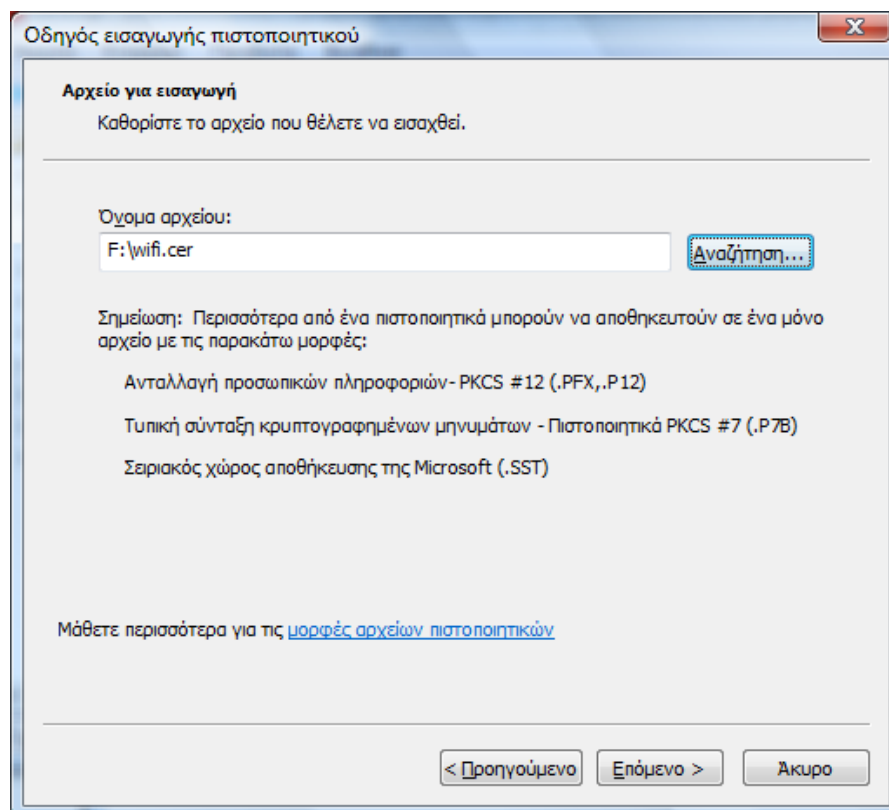 Οδηγός εισαγωγής πιστοποιητικού
Αρχείο για εισαγωγή
Καθορίστε το αρχείο που θέλετε να εισαχθεί.
Όνομα αρχείου:
F:\wifi.cer
Αναζήτηση...
Σημείωση: Περισσότερα από ένα πιστοποιητικά μπορούν να αποθηκευτούν σε ένα μόνο
αρχείο με τις παρακάτω μορφές:
Ανταλλαγή προσωπικών πληροφοριών- PKCS #12 (.PFX,.P12)
Τυπική σύνταξη κρυπτογραφημένων μηνυμάτων - Πιστοποιητικά PKCS #7 (.P7B)
Σειριακός χώρος αποθήκευσης της Microsoft (.SST)
Μάθετε περισσότερα για τις μορφές αρχείων πιστοποιητικών
< Προηγούμενο Επόμενο > Άκυρο